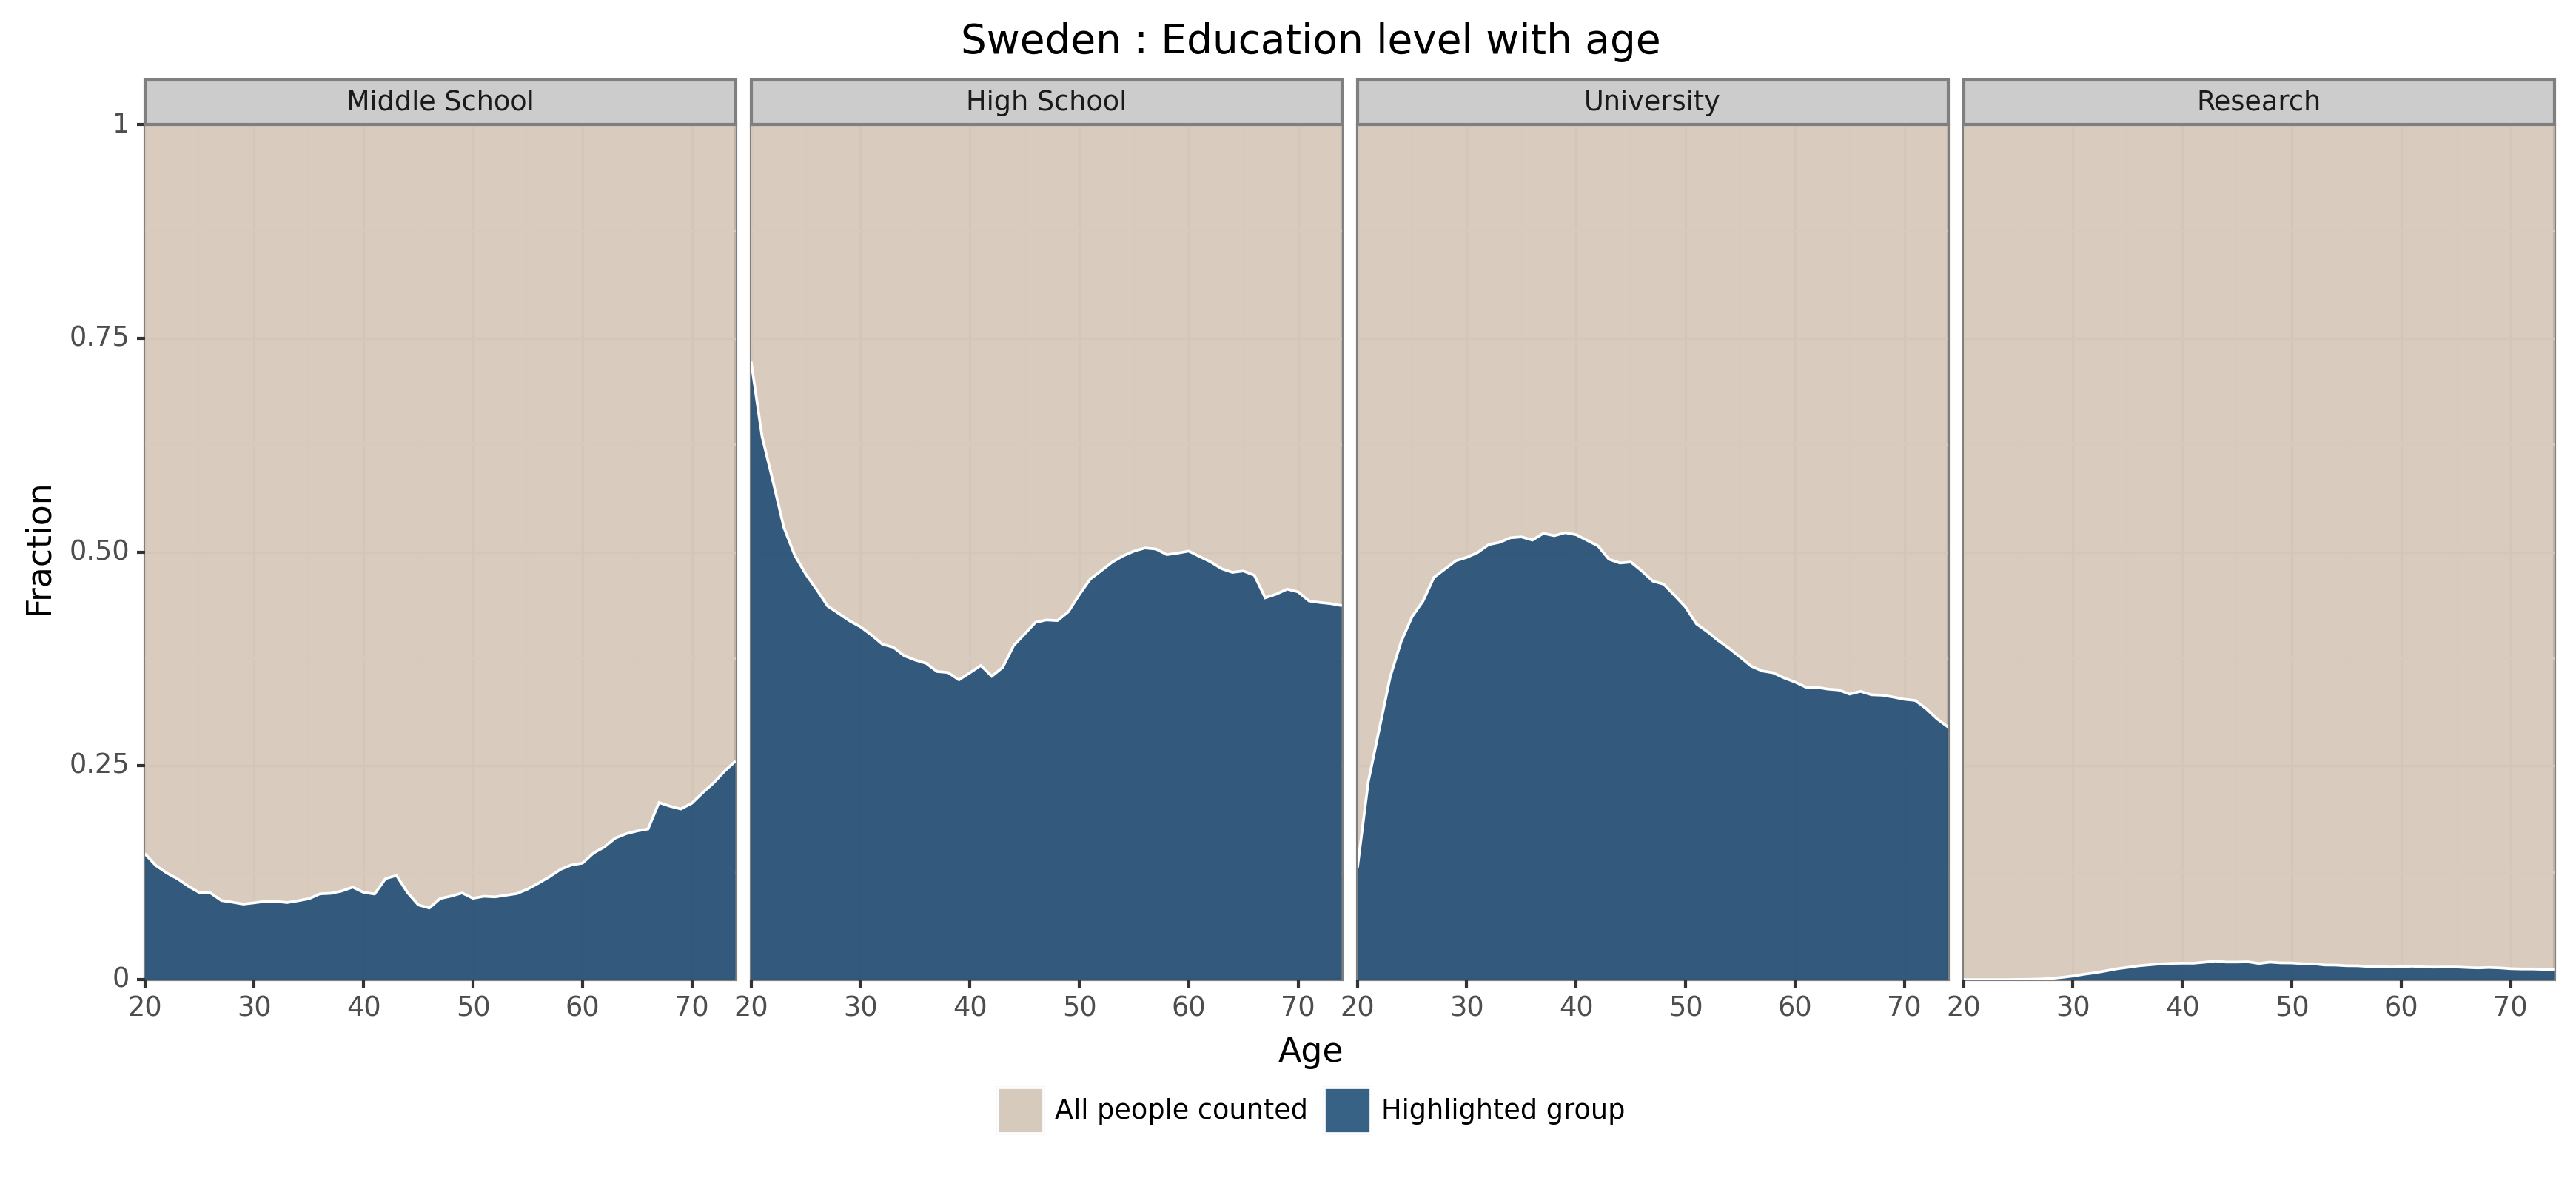 Sweden : Education level with age
Middle School
High School
University
Research
Fraction
1
0.75
0.50
0.25
0
20 30 40 50 60 70
20 30 40 50 60 70
20 30 40 50 60 70
20 30 40 50 60 70
Age
All people counted
Highlighted group